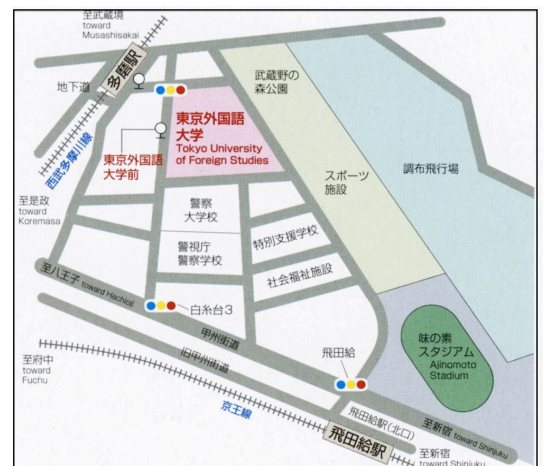 至武蔵境
toward
Musashisakai
多磨駅
地下道
西武多摩川線
東京外国語
大学
Tokyo University
of Foreign Studies
東京外国語
大学前
武蔵野の
森公園
スポーツ
施設
調布飛行場
至是政
toward
Koremasa
警察
大学校
警視庁
警察学校
特別支援学校
社会福祉施設
至八王子 toward Hachioji
白糸台3
甲州街道
旧甲州街道
飛田給
味の素
スタジアム
Ajinomoto
Stadium
至府中
toward
Fuchu
京王線
飛田給駅(北口)
飛田給駅
至新宿 toward Shinjuku
至新宿
toward Shinjuku